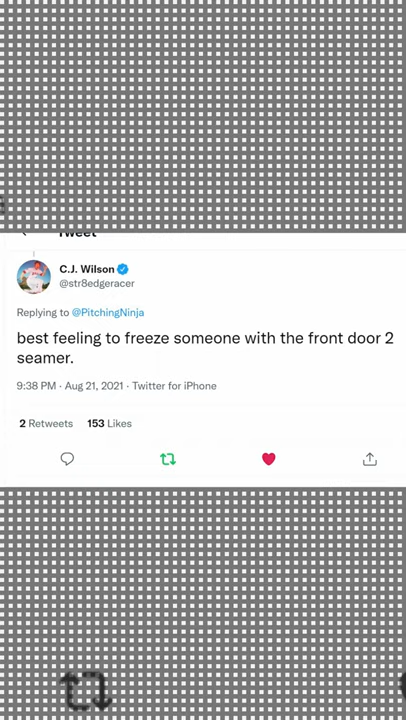 Tweet
C.J. Wilson
@str8edgeracer
Replying to @PitchingNinja
best feeling to freeze someone with the front door 2
seamer.
9:38 PM · Aug 21, 2021 · Twitter for iPhone
2 Retweets 153 Likes